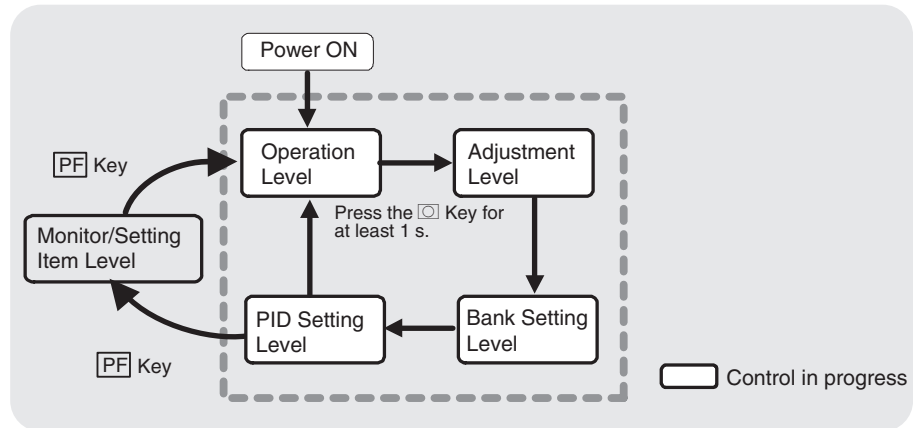 Power ON
Operation
Level
Adjustment
Level
PF Key
Press the O Key for
at least 1 s.
Monitor/Setting
Item Level
PID Setting
Level
Bank Setting
Level
PF Key
Control in progress